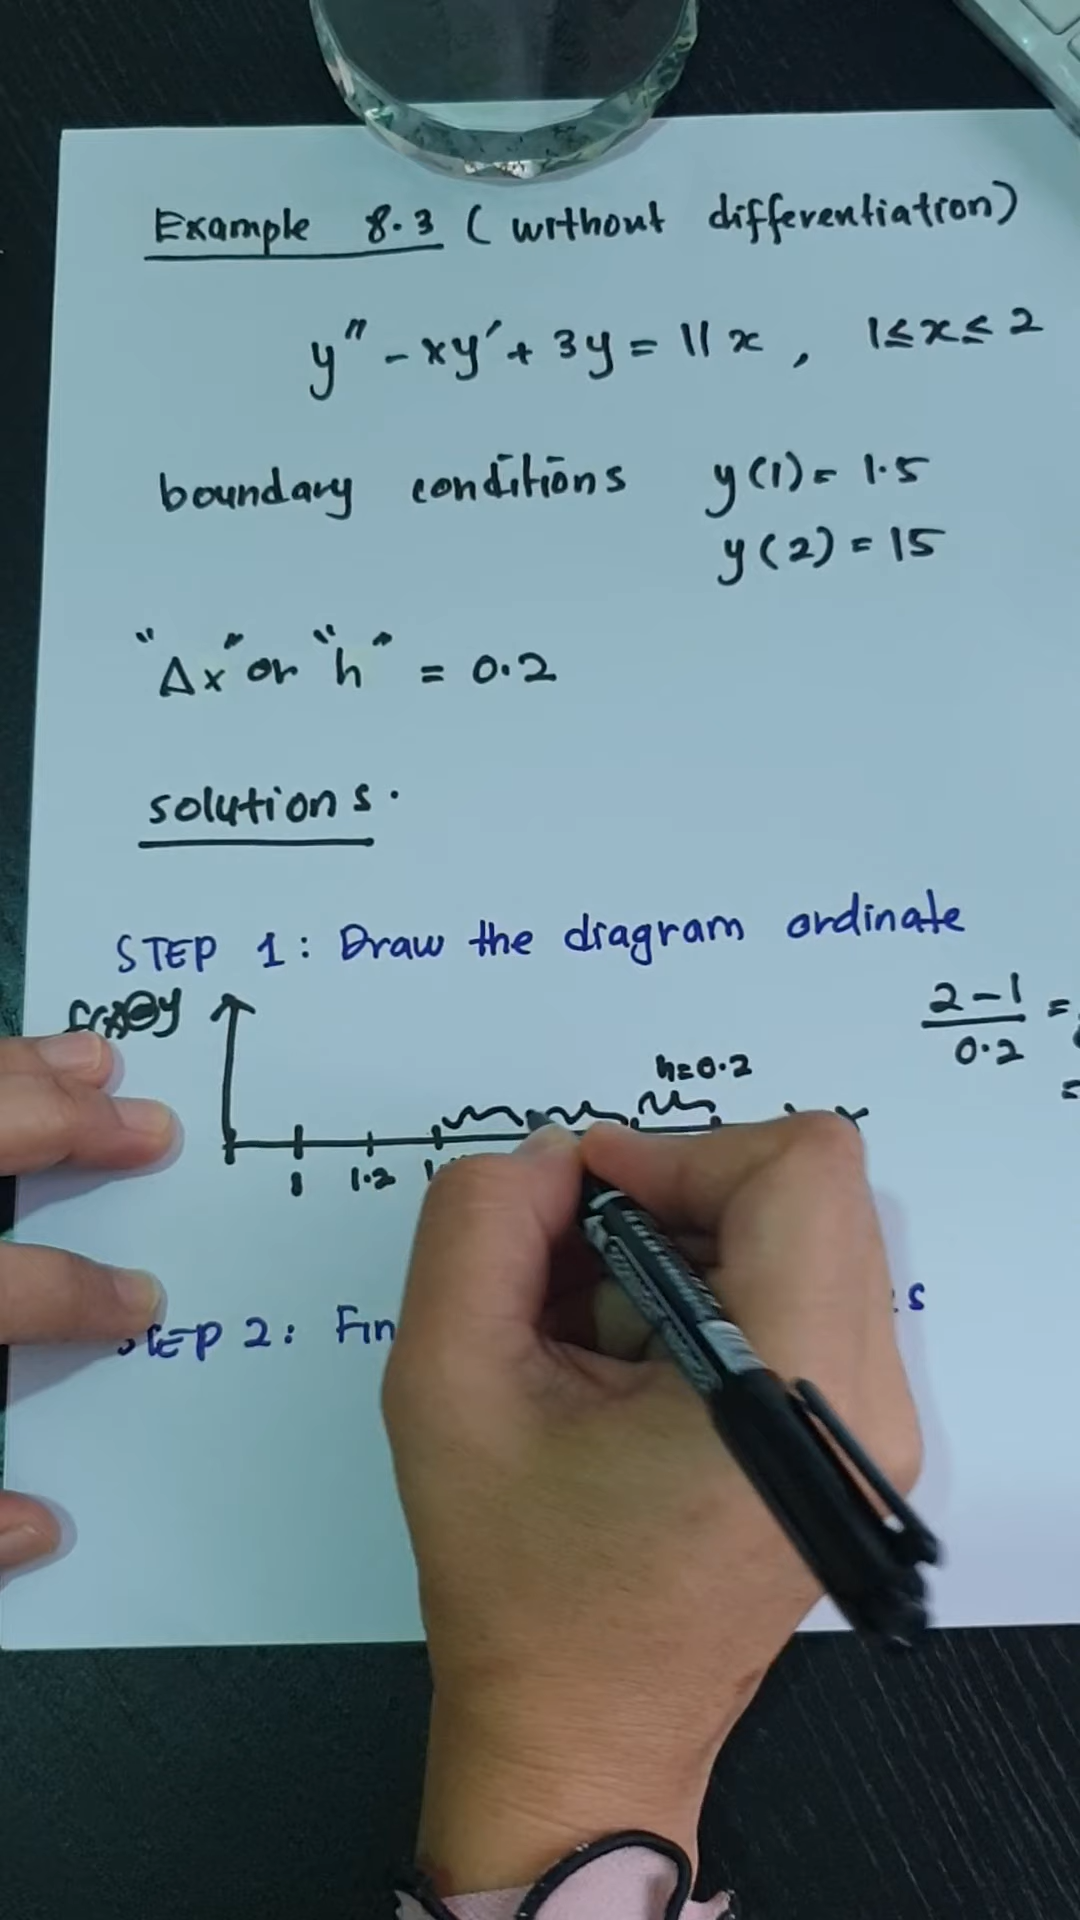 Example 8.3 (without differentiation)
y" - xy' + 3y = 11x , 1≤x≤2
boundary conditions y(1) = 1.5
y(2) = 15
"Δx" or "h" = 0.2
solutions.
STEP 1: Draw the diagram ordinate
2-1 =
0.2
=
h=0.2
1 1.2
STEP 2: